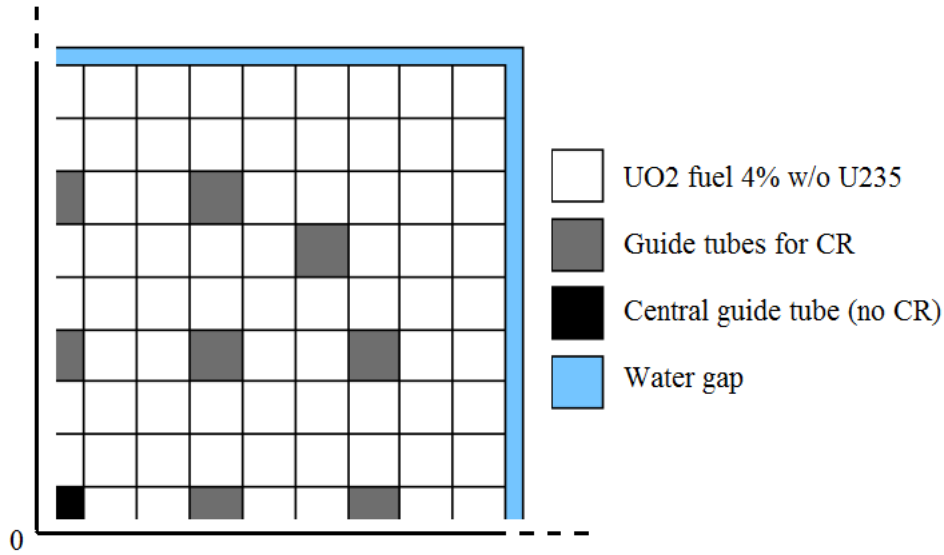 UO2 fuel 4% w/o U235
Guide tubes for CR
Central guide tube (no CR)
Water gap
0